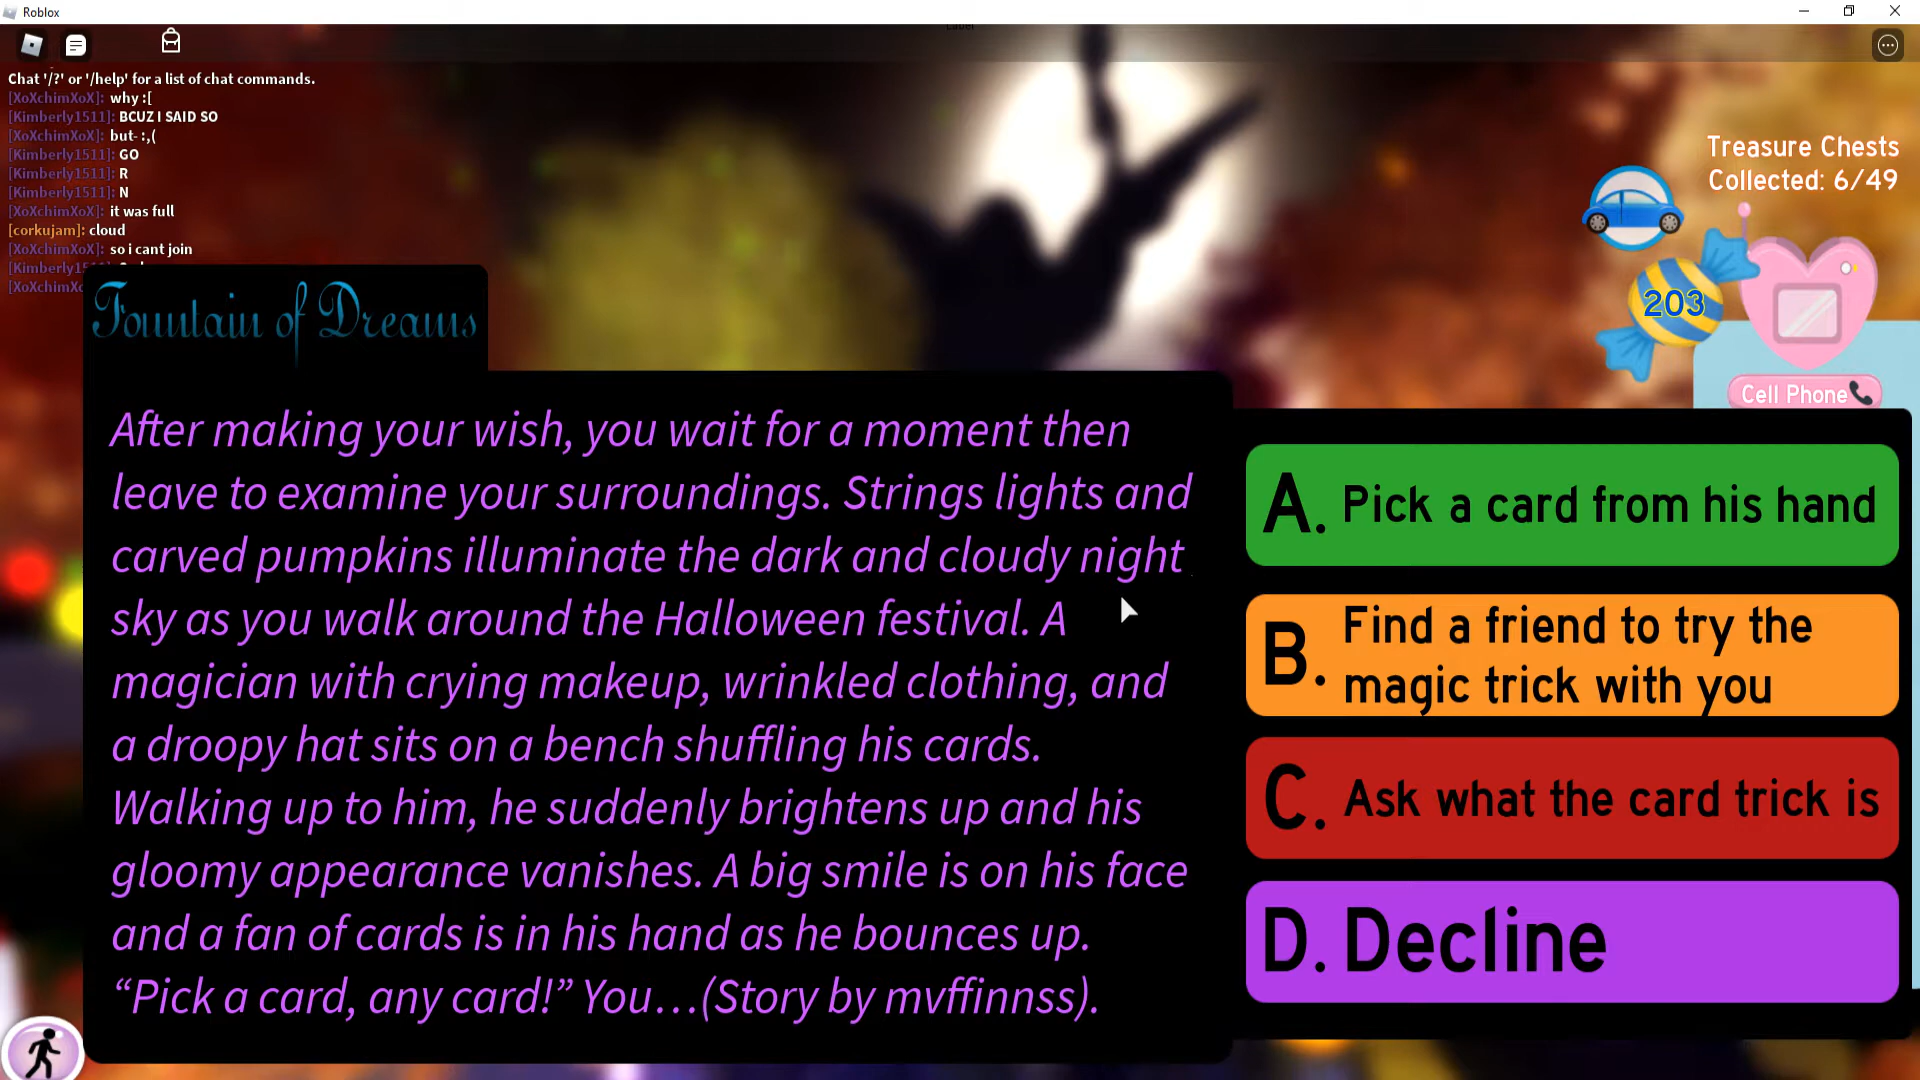 Roblox
Label
Chat '/?' or '/help' for a list of chat commands.
[XoXchimXoX]: why :[
[Kimberly1511]: BCUZ I SAID SO
[XoXchimXoX]: but- :,(
[Kimberly1511]: GO
[Kimberly1511]: R
[Kimberly1511]: N
[XoXchimXoX]: it was full
[corkujam]: cloud
[XoXchimXoX]: so i cant join
Treasure Chests
Collected: 6/49
203
Cell Phone
Fountain of Dreams
After making your wish, you wait for a moment then
leave to examine your surroundings. Strings lights and
carved pumpkins illuminate the dark and cloudy night
sky as you walk around the Halloween festival. A
magician with crying makeup, wrinkled clothing, and
a droopy hat sits on a bench shuffling his cards.
Walking up to him, he suddenly brightens up and his
gloomy appearance vanishes. A big smile is on his face
and a fan of cards is in his hand as he bounces up.
“Pick a card, any card!” You…(Story by mvffinnss).
A. Pick a card from his hand
B. Find a friend to try the
magic trick with you
C. Ask what the card trick is
D. Decline